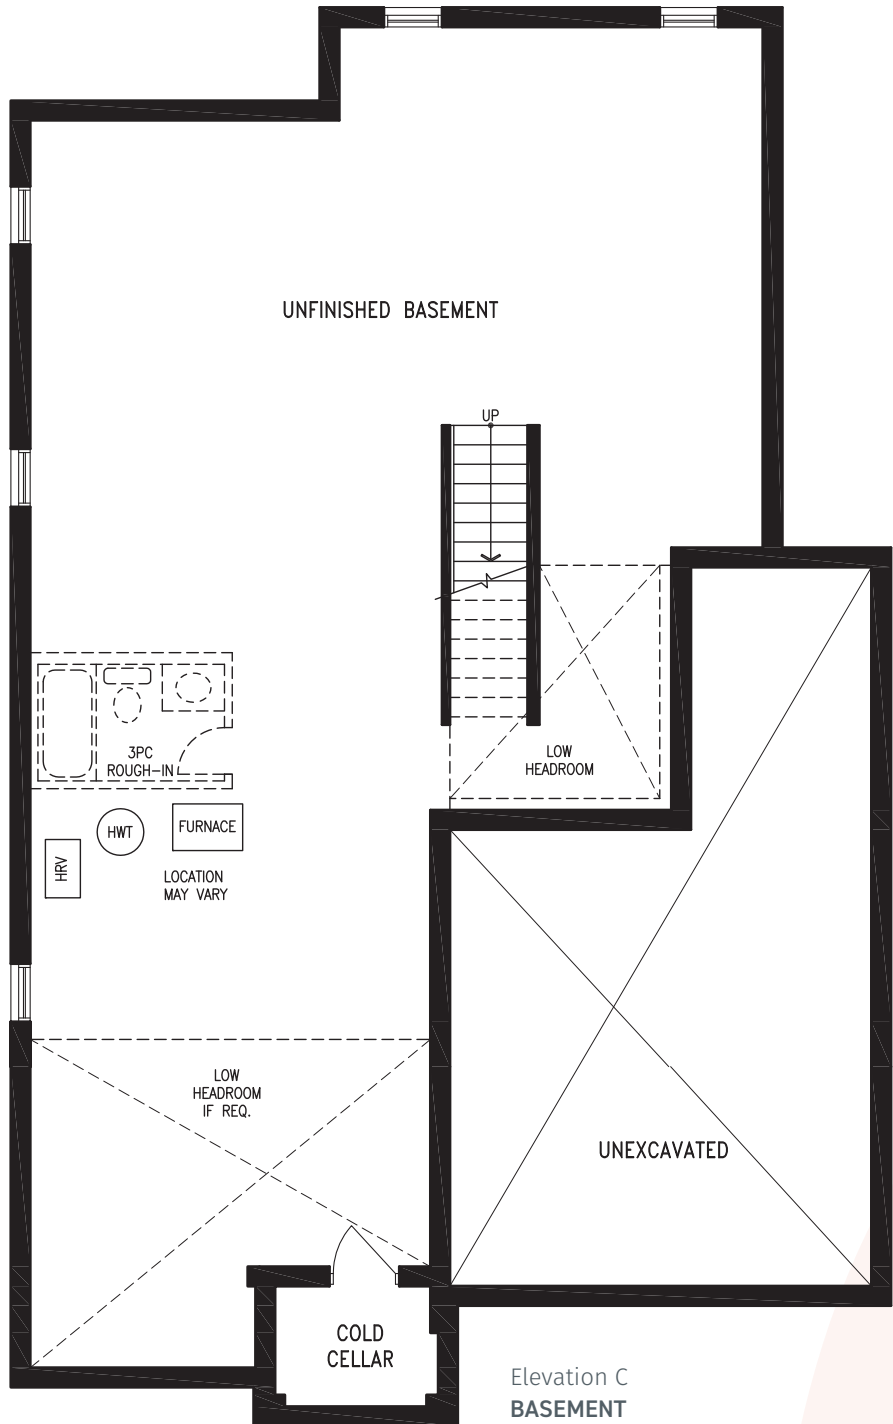 UNFINISHED BASEMENT
UP
3PC
ROUGH-IN
LOW
HEADROOM
HWT
FURNACE
HRV
LOCATION
MAY VARY
LOW
HEADROOM
IF REQ.
UNEXCAVATED
COLD
CELLAR
Elevation C
BASEMENT